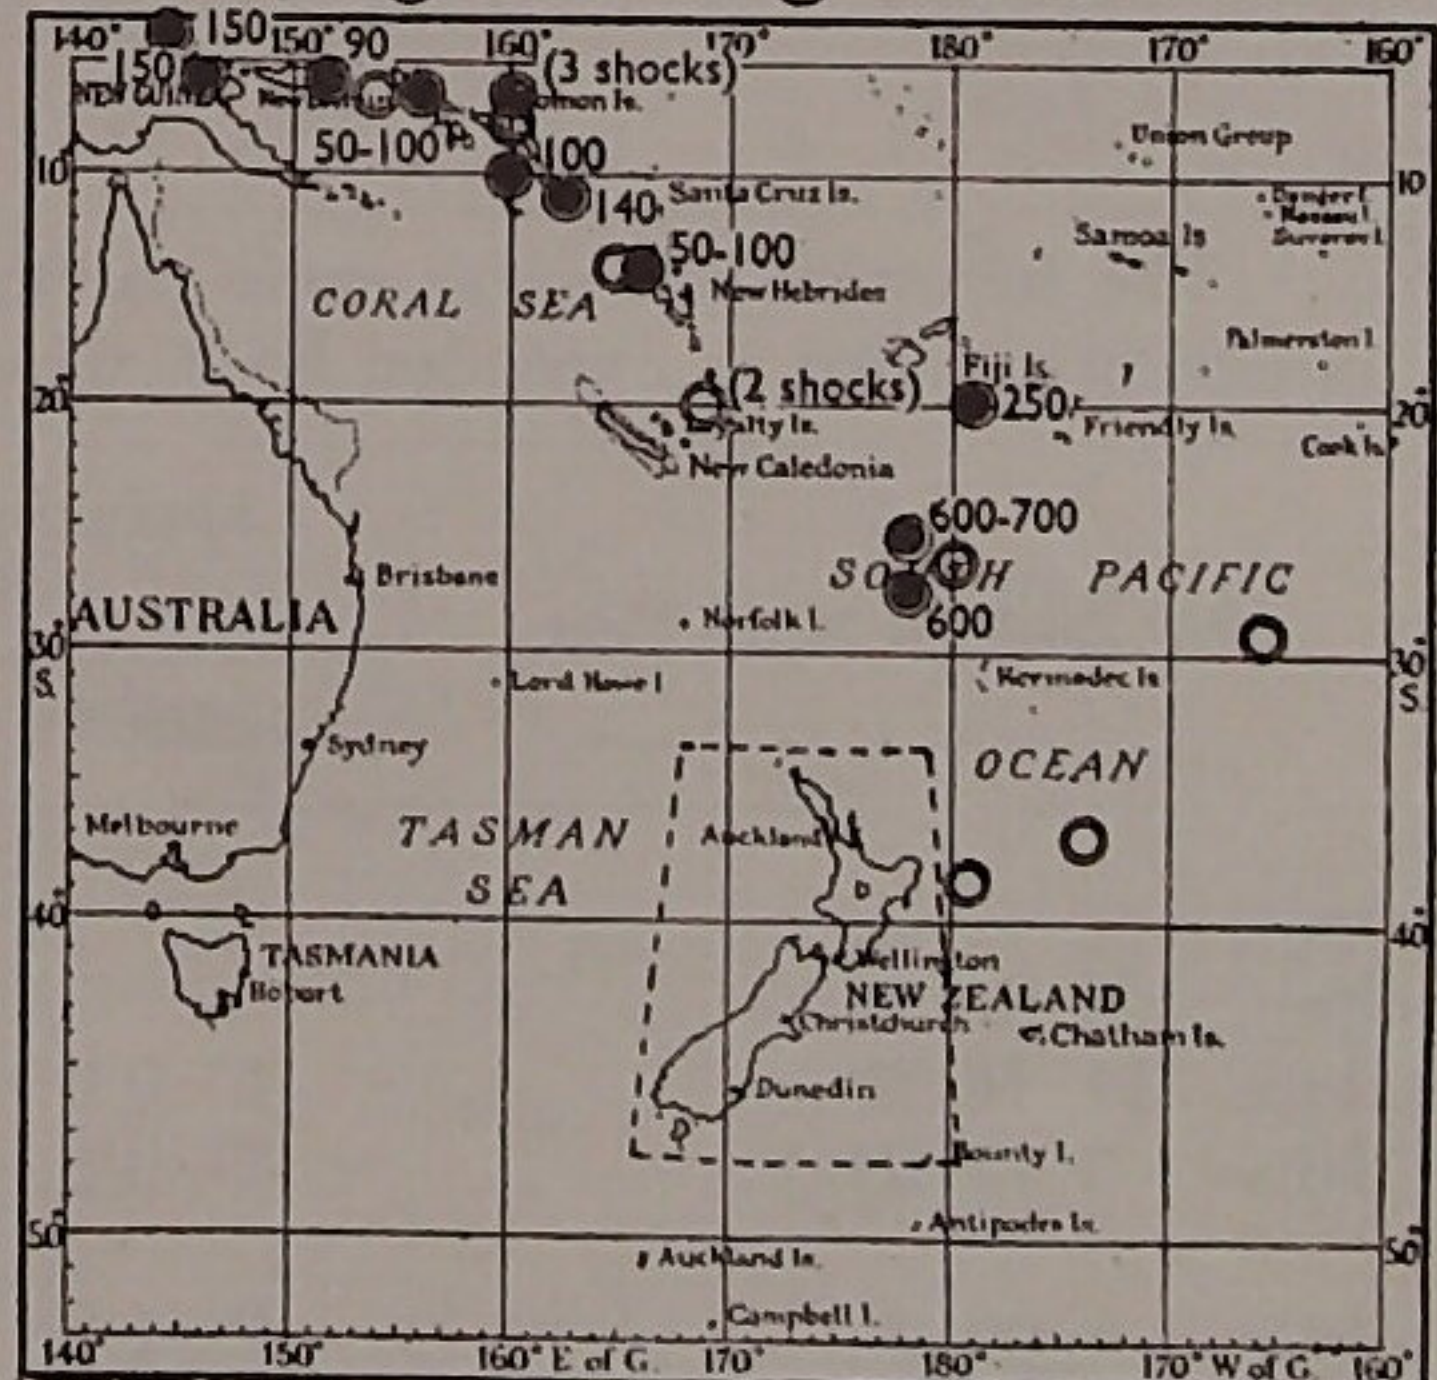 140° 150 150° 90 160° 170° 180° 170° 160°
150 (3 shocks)
NEW GUINEA
Solomon Is.
Union Group
50-100 100
10° 10
140 Santa Cruz Is.
Danger I.
Samoa Is
50-100
New Hebrides
CORAL SEA
Palmerston I
Fiji Is.
20° (2 shocks) 250 20°
Loyalty Is. Friendly Is.
Cook Is.
New Caledonia
600-700
Brisbane SOUTH PACIFIC
AUSTRALIA Norfolk I. 600
30° 30°
S. S.
Lord Howe I Kermadec Is
Sydney
OCEAN
Melbourne TASMAN Auckland
SEA
40° 40°
TASMANIA Wellington
Hobart NEW ZEALAND
Christchurch Chatham Is.
Dunedin
Bounty I.
Antipodes Is.
50° 50°
Auckland Is.
Campbell I.
140° 150° 160° E of G. 170° 180° 170° W of G. 160°